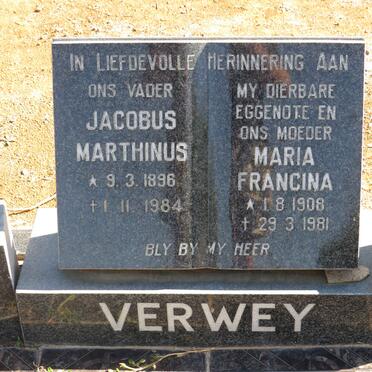 IN LIEFDEVOLLE HERINNERING AAN
ONS VADER
JACOBUS
MARTHINUS
* 9. 3. 1896
† 1. 11. 1984
MY DIERBARE
EGGENOTE EN
ONS MOEDER
MARIA
FRANCINA
* 1. 8. 1908
† 29. 3. 1981
BLY BY MY HEER
VERWEY